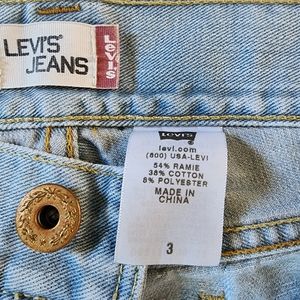 LEVI'S®
JEANS
Levi's
LEVI'S
levi.com
(800) USA-LEVI
54% RAMIE
38% COTTON
8% POLYESTER
MADE IN
CHINA
3